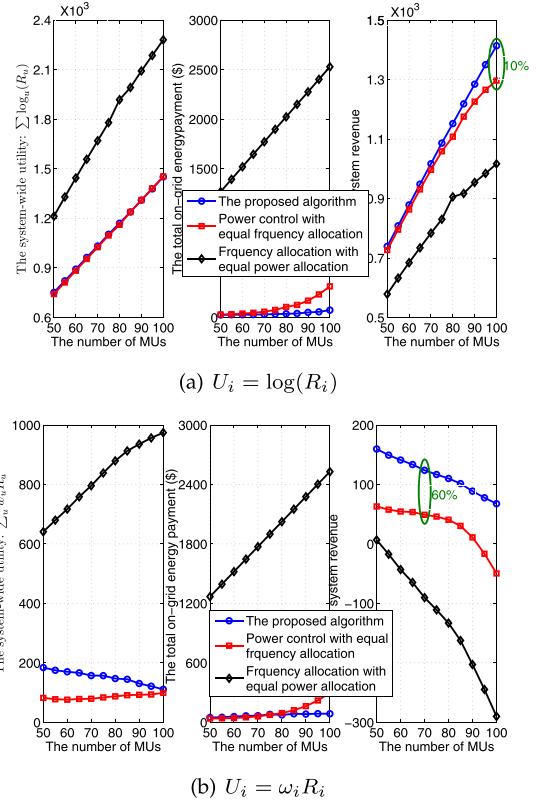 X10³
2.4
2.1
1.8
1.5
1.2
0.9
0.6
50 60 70 80 90 100
The number of MUs
The system-wide utility: ∑ log_u(R_u)
3000
2500
1500
0
50 60 70 80 90 100
The number of MUs
The total on-grid energypayment ($)
X10³
1.5
1.3
1.1
0.9
0.7
0.5
50 60 70 80 90 100
The number of MUs
system revenue
10%
The proposed algorithm
Power control with
equal frquency allocation
Frquency allocation with
equal power allocation
(a) U_i = log(R_i)
1000
800
600
400
200
0
50 60 70 80 90 100
The number of MUs
The system-wide utility:
3000
2400
1800
1200
600
0
50 60 70 80 90 100
The number of MUs
The total on-grid energy payment ($)
200
100
0
-100
-300
50 60 70 80 90 100
The number of MUs
system revenue
60%
The proposed algorithm
Power control with equal
frquency allocation
Frquency allocation with
equal power allocation
(b) U_i = ω_iR_i